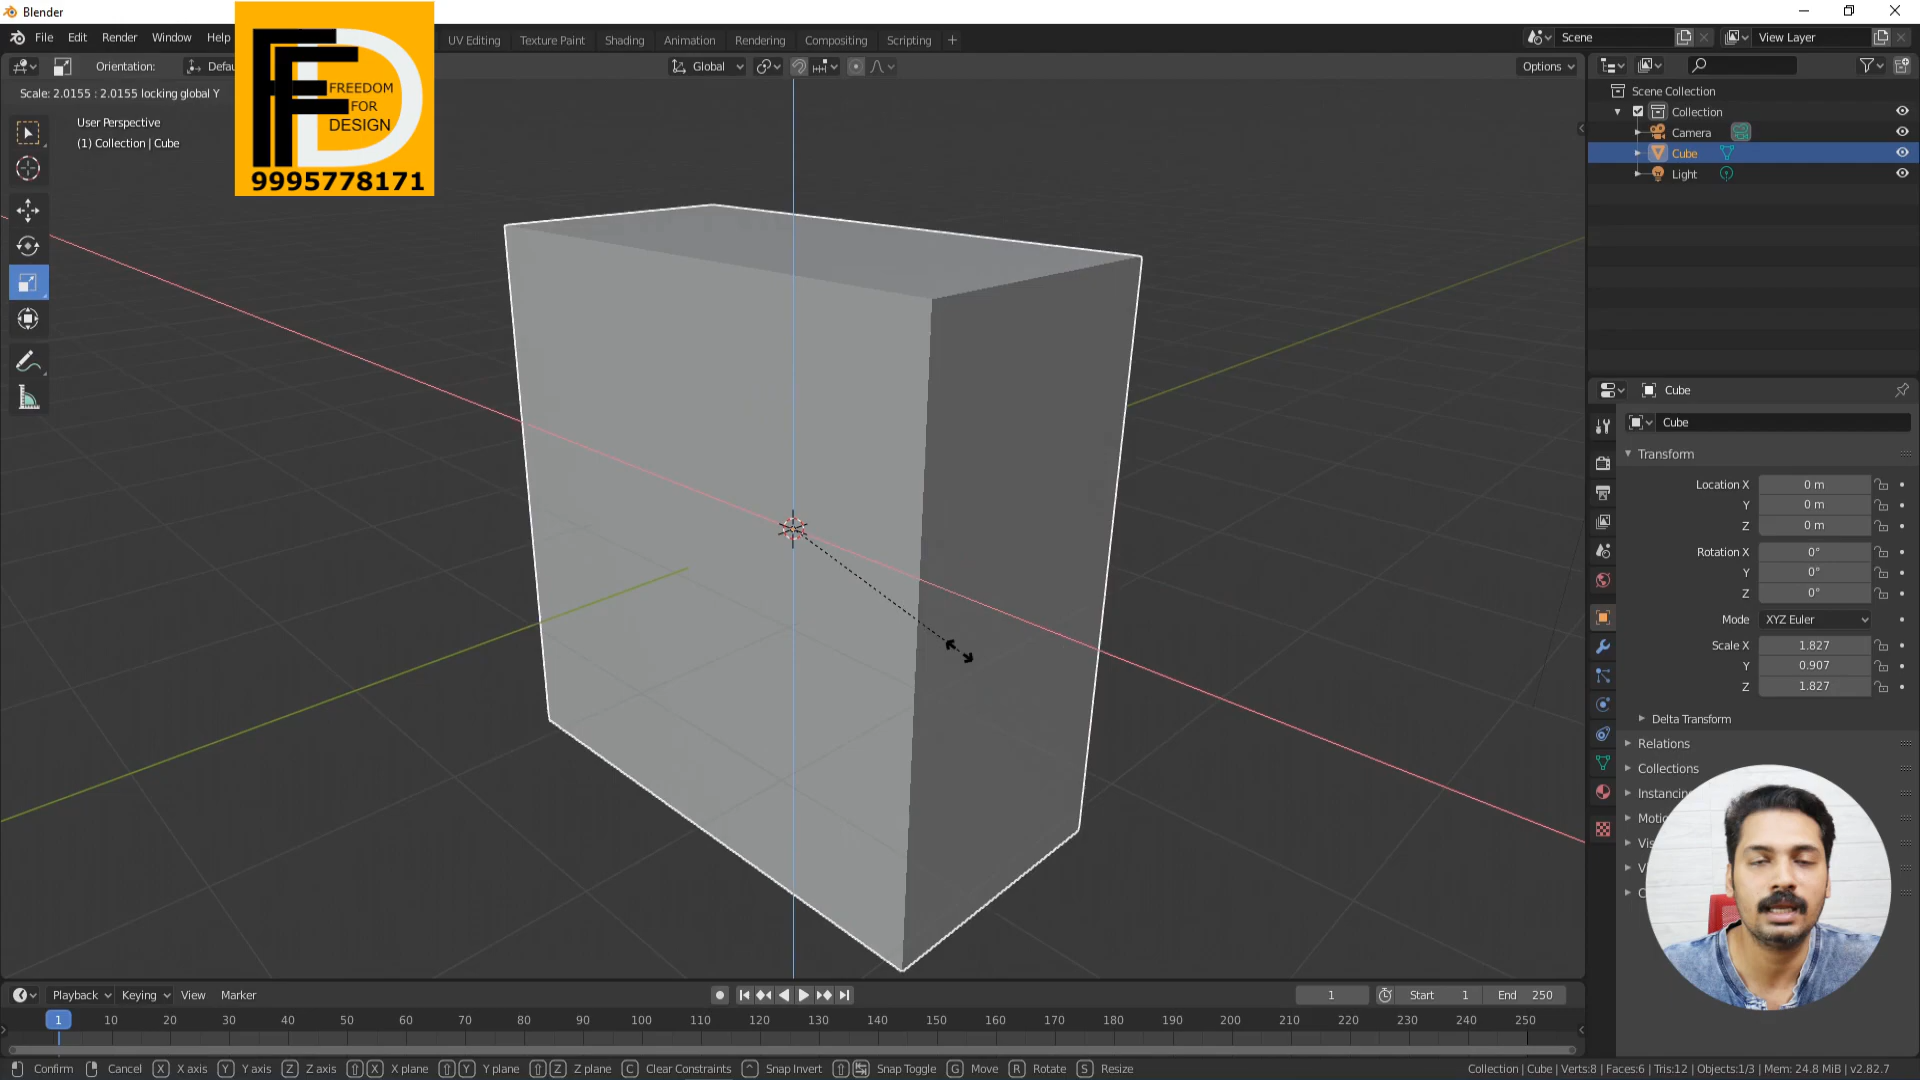 Blender
File Edit Render Window Help
UV Editing Texture Paint Shading Animation Rendering Compositing Scripting
Scene
View Layer
Orientation:
Global
Options
Scale: 2.0155 : 2.0155 locking global Y
User Perspective
(1) Collection | Cube
FREEDOM
FOR
DESIGN
9995778171
Scene Collection
Collection
Camera
Cube
Light
Cube
Cube
Transform
Location X 0 m
Y 0 m
Z 0 m
Rotation X 0°
Y 0°
Z 0°
Mode XYZ Euler
Scale X 1.827
Y 0.907
Z 1.827
Delta Transform
Relations
Collections
Playback Keying View Marker
1 Start 1 End 250
1 10 20 30 40 50 60 70 80 90 100 110 120 130 140 150 160 170 180 190 200 210 220 230 240 250
Confirm Cancel X X axis Y Y axis Z Z axis X X plane Y Y plane Z Z plane C Clear Constraints Snap Invert Snap Toggle G Move R Rotate S Resize
Collection | Cube | Verts:8 | Faces:6 | Tris:12 | Objects:1/3 | Mem: 24.8 MiB | v2.82.7